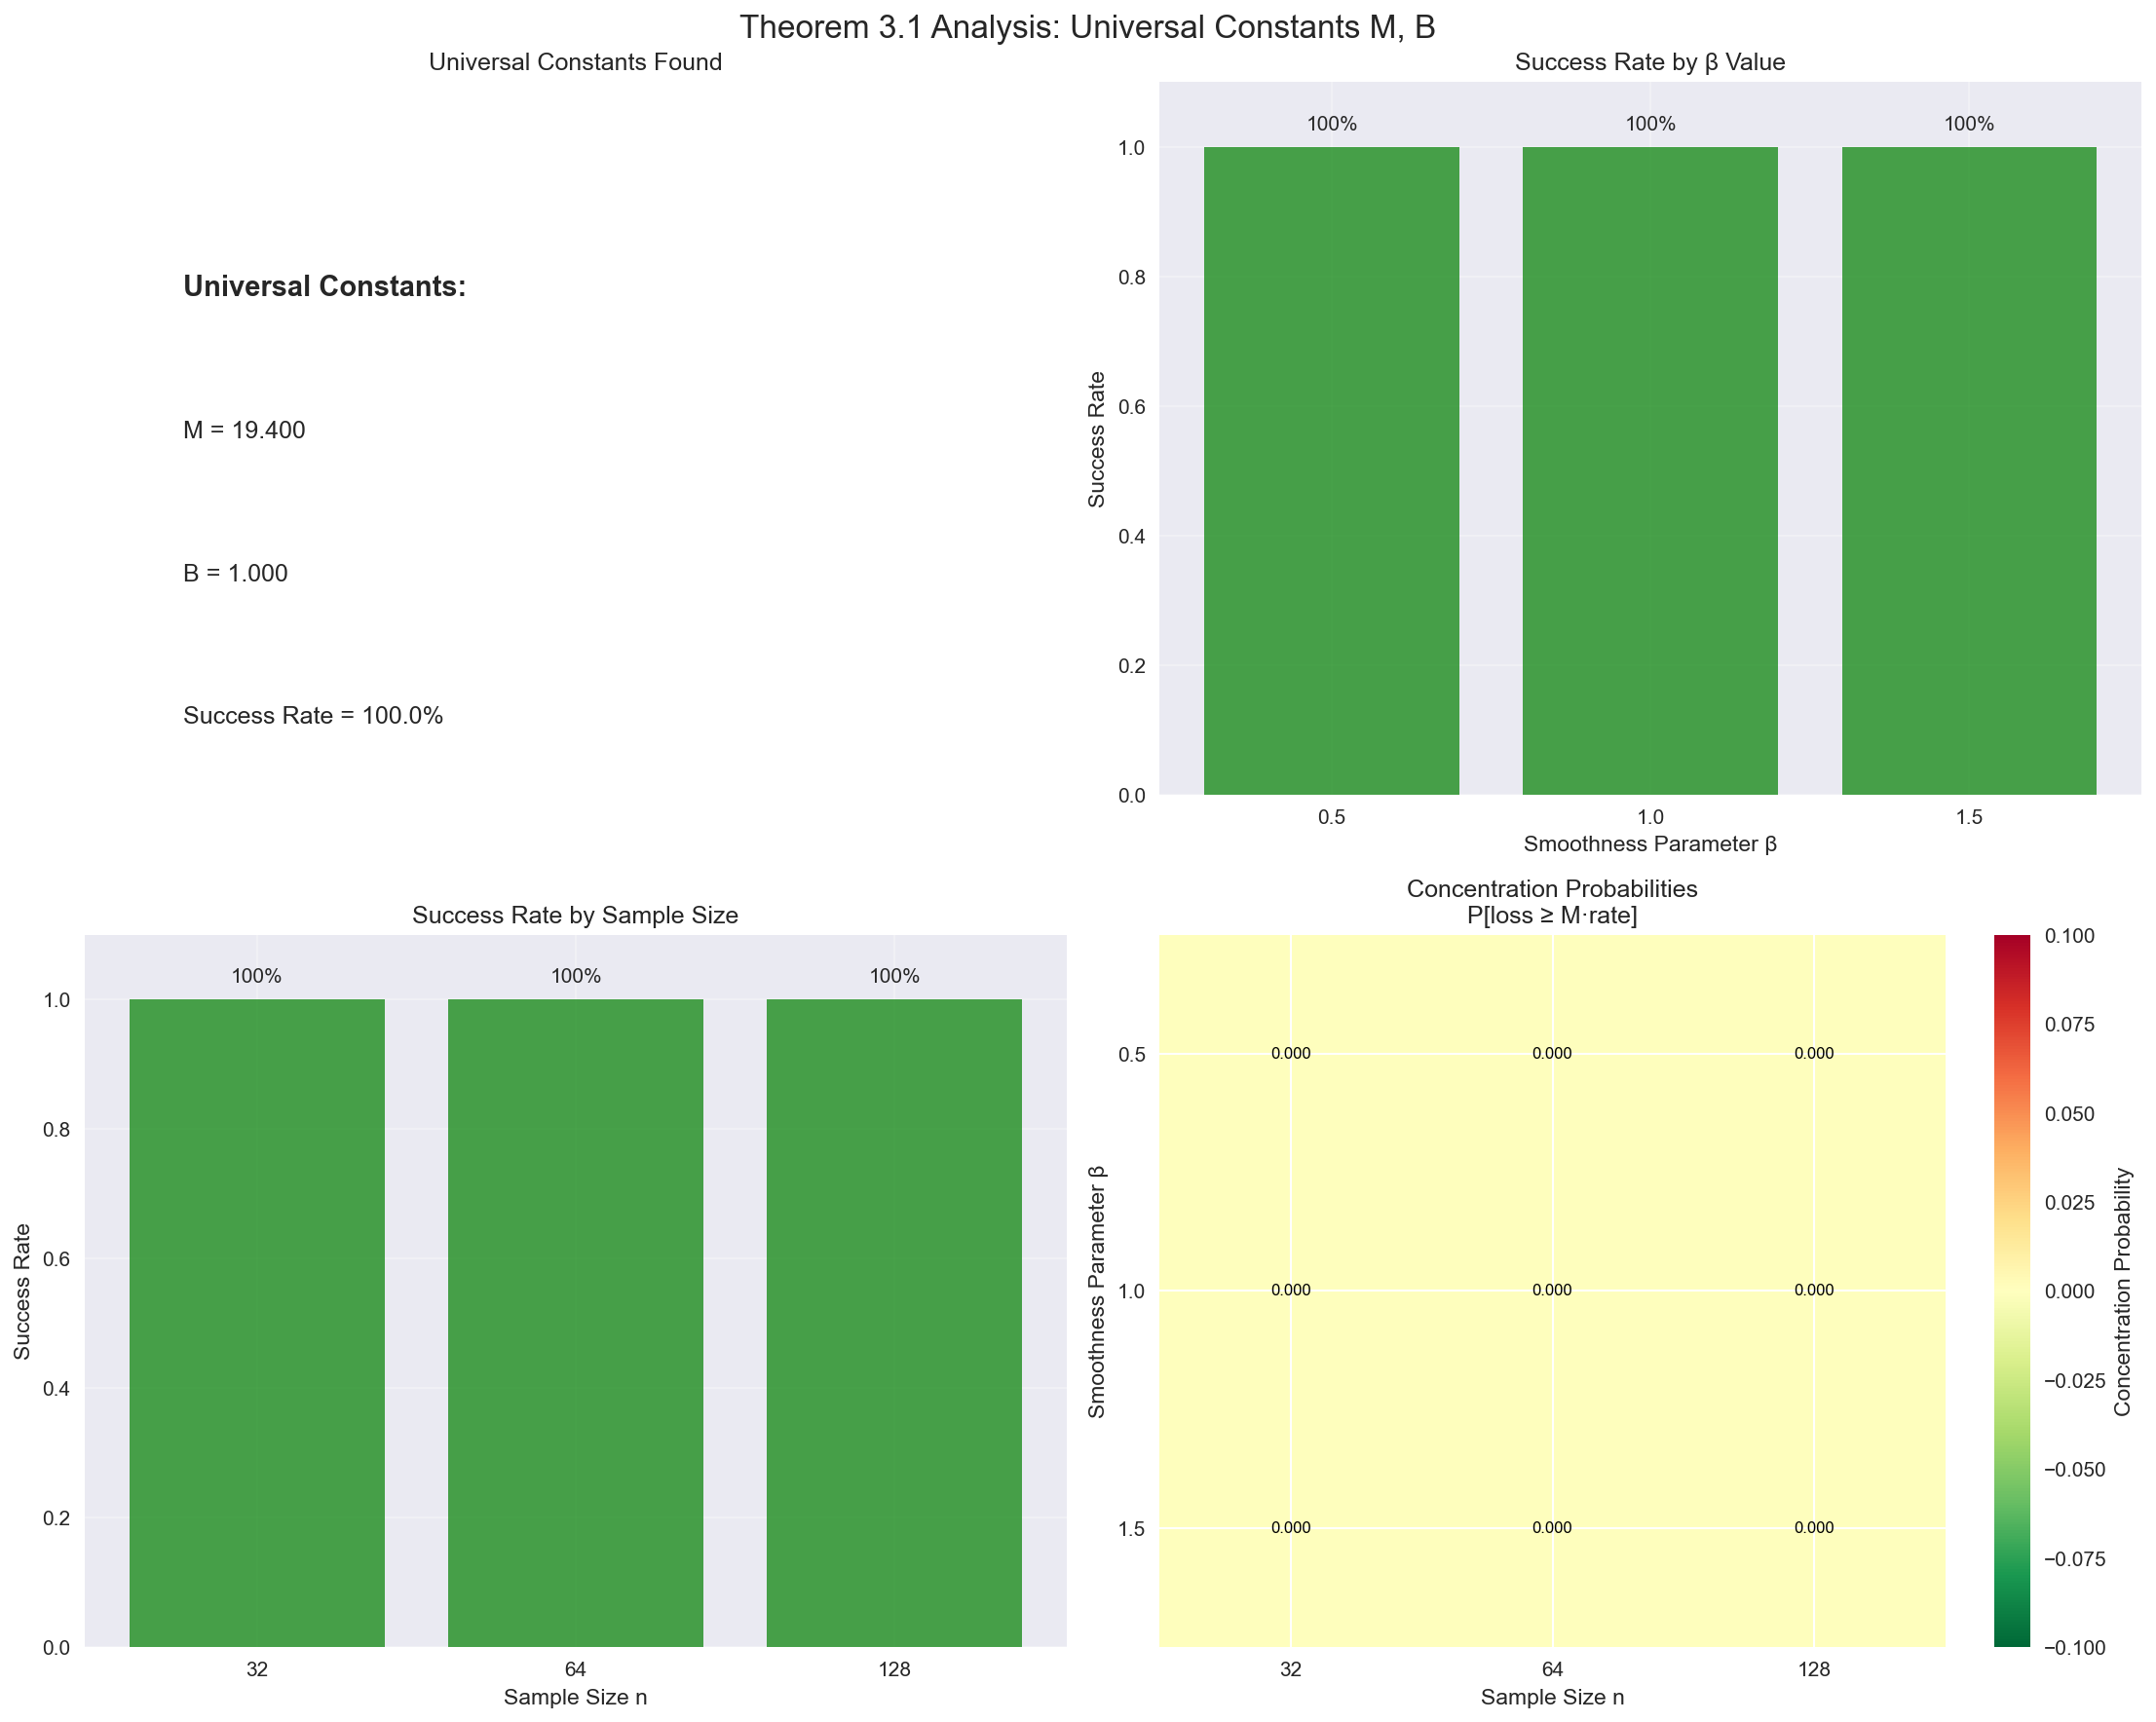 Theorem 3.1 Analysis: Universal Constants M, B
Universal Constants Found
Universal Constants:
M = 19.400
B = 1.000
Success Rate = 100.0%
Success Rate by β Value
100% 100% 100%
1.0
0.8
0.6
0.4
0.2
0.0
Success Rate
0.5 1.0 1.5
Smoothness Parameter β
Success Rate by Sample Size
100% 100% 100%
1.0
0.8
0.6
0.4
0.2
0.0
Success Rate
32 64 128
Sample Size n
Concentration Probabilities
P[loss ≥ M·rate]
0.5
1.0
1.5
Smoothness Parameter β
0.000 0.000 0.000
0.000 0.000 0.000
0.000 0.000 0.000
32 64 128
Sample Size n
0.100
0.075
0.050
0.025
0.000
−0.025
−0.050
−0.075
−0.100
Concentration Probability